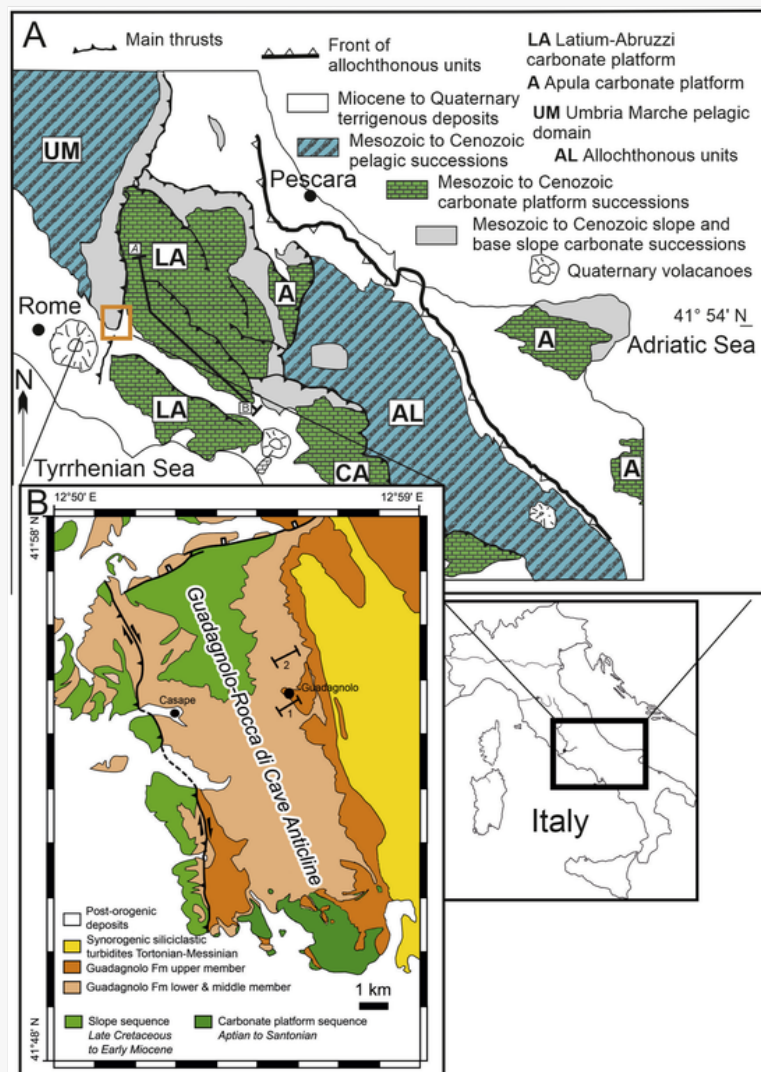 A
Main thrusts
Front of
allochthonous units
Miocene to Quaternary
terrigenous deposits
Mesozoic to Cenozoic
pelagic successions
LA Latium-Abruzzi
carbonate platform
A Apula carbonate platform
UM Umbria Marche pelagic
domain
AL Allochthonous units
Mesozoic to Cenozoic
carbonate platform successions
Mesozoic to Cenozoic slope and
base slope carbonate successions
Quaternary volacanoes
UM
Pescara
A
LA
A
Rome
41° 54' N
A
Adriatic Sea
N
LA
B
AL
Tyrrhenian Sea
CA
A
B
12°50' E
12°59' E
41°58' N
Guadagnolo-Rocca di Cave Anticline
2
Guadagnolo
1
Casape
Italy
Post-orogenic
deposits
Synorogenic siliciclastic
turbidites Tortonian-Messinian
Guadagnolo Fm upper member
Guadagnolo Fm lower & middle member
1 km
Slope sequence
Late Cretaceous
to Early Miocene
Carbonate platform sequence
Aptian to Santonian
41°48' N